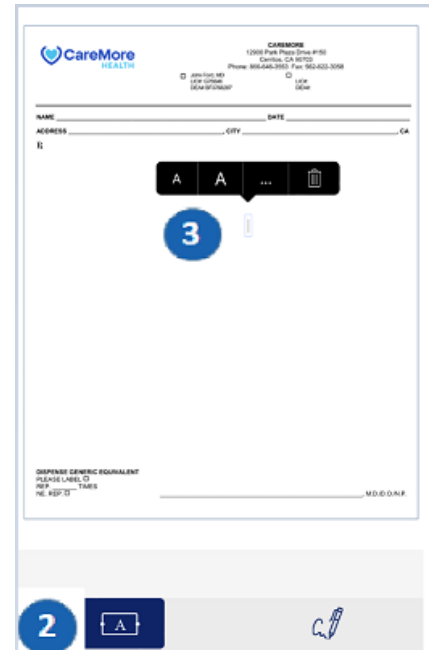 CareMore
HEALTH
CAREMORE
12900 Park Plaza Drive #150
Cerritos, CA 90703
Phone: 866-646-3553 Fax: 562-622-3058
John Ford, MD
LIC#
DEA#
NAME DATE
ADDRESS , CITY , CA
A A ...
3
DISPENSE GENERIC EQUIVALENT
PLEASE LABEL
REP. TIMES
NE. REP.
, M.D./D.O./N.P.
2 A